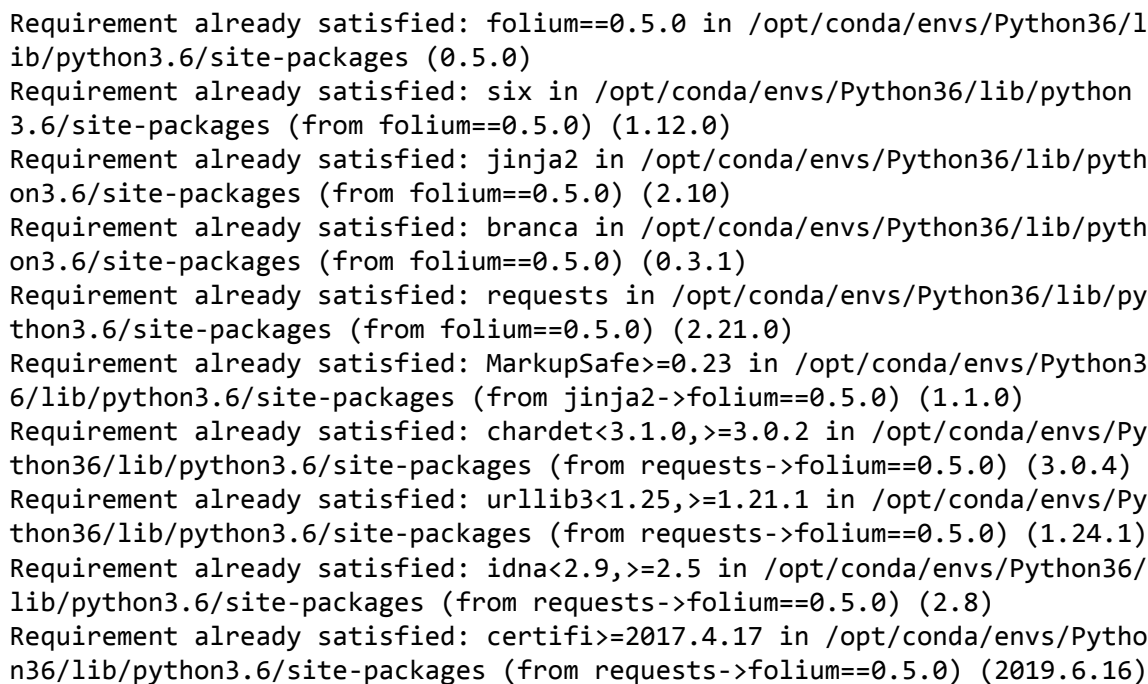 Requirement already satisfied: folium==0.5.0 in /opt/conda/envs/Python36/l
ib/python3.6/site-packages (0.5.0)
Requirement already satisfied: six in /opt/conda/envs/Python36/lib/python
3.6/site-packages (from folium==0.5.0) (1.12.0)
Requirement already satisfied: jinja2 in /opt/conda/envs/Python36/lib/pyth
on3.6/site-packages (from folium==0.5.0) (2.10)
Requirement already satisfied: branca in /opt/conda/envs/Python36/lib/pyth
on3.6/site-packages (from folium==0.5.0) (0.3.1)
Requirement already satisfied: requests in /opt/conda/envs/Python36/lib/py
thon3.6/site-packages (from folium==0.5.0) (2.21.0)
Requirement already satisfied: MarkupSafe>=0.23 in /opt/conda/envs/Python3
6/lib/python3.6/site-packages (from jinja2->folium==0.5.0) (1.1.0)
Requirement already satisfied: chardet<3.1.0,>=3.0.2 in /opt/conda/envs/Py
thon36/lib/python3.6/site-packages (from requests->folium==0.5.0) (3.0.4)
Requirement already satisfied: urllib3<1.25,>=1.21.1 in /opt/conda/envs/Py
thon36/lib/python3.6/site-packages (from requests->folium==0.5.0) (1.24.1)
Requirement already satisfied: idna<2.9,>=2.5 in /opt/conda/envs/Python36/
lib/python3.6/site-packages (from requests->folium==0.5.0) (2.8)
Requirement already satisfied: certifi>=2017.4.17 in /opt/conda/envs/Pytho
n36/lib/python3.6/site-packages (from requests->folium==0.5.0) (2019.6.16)